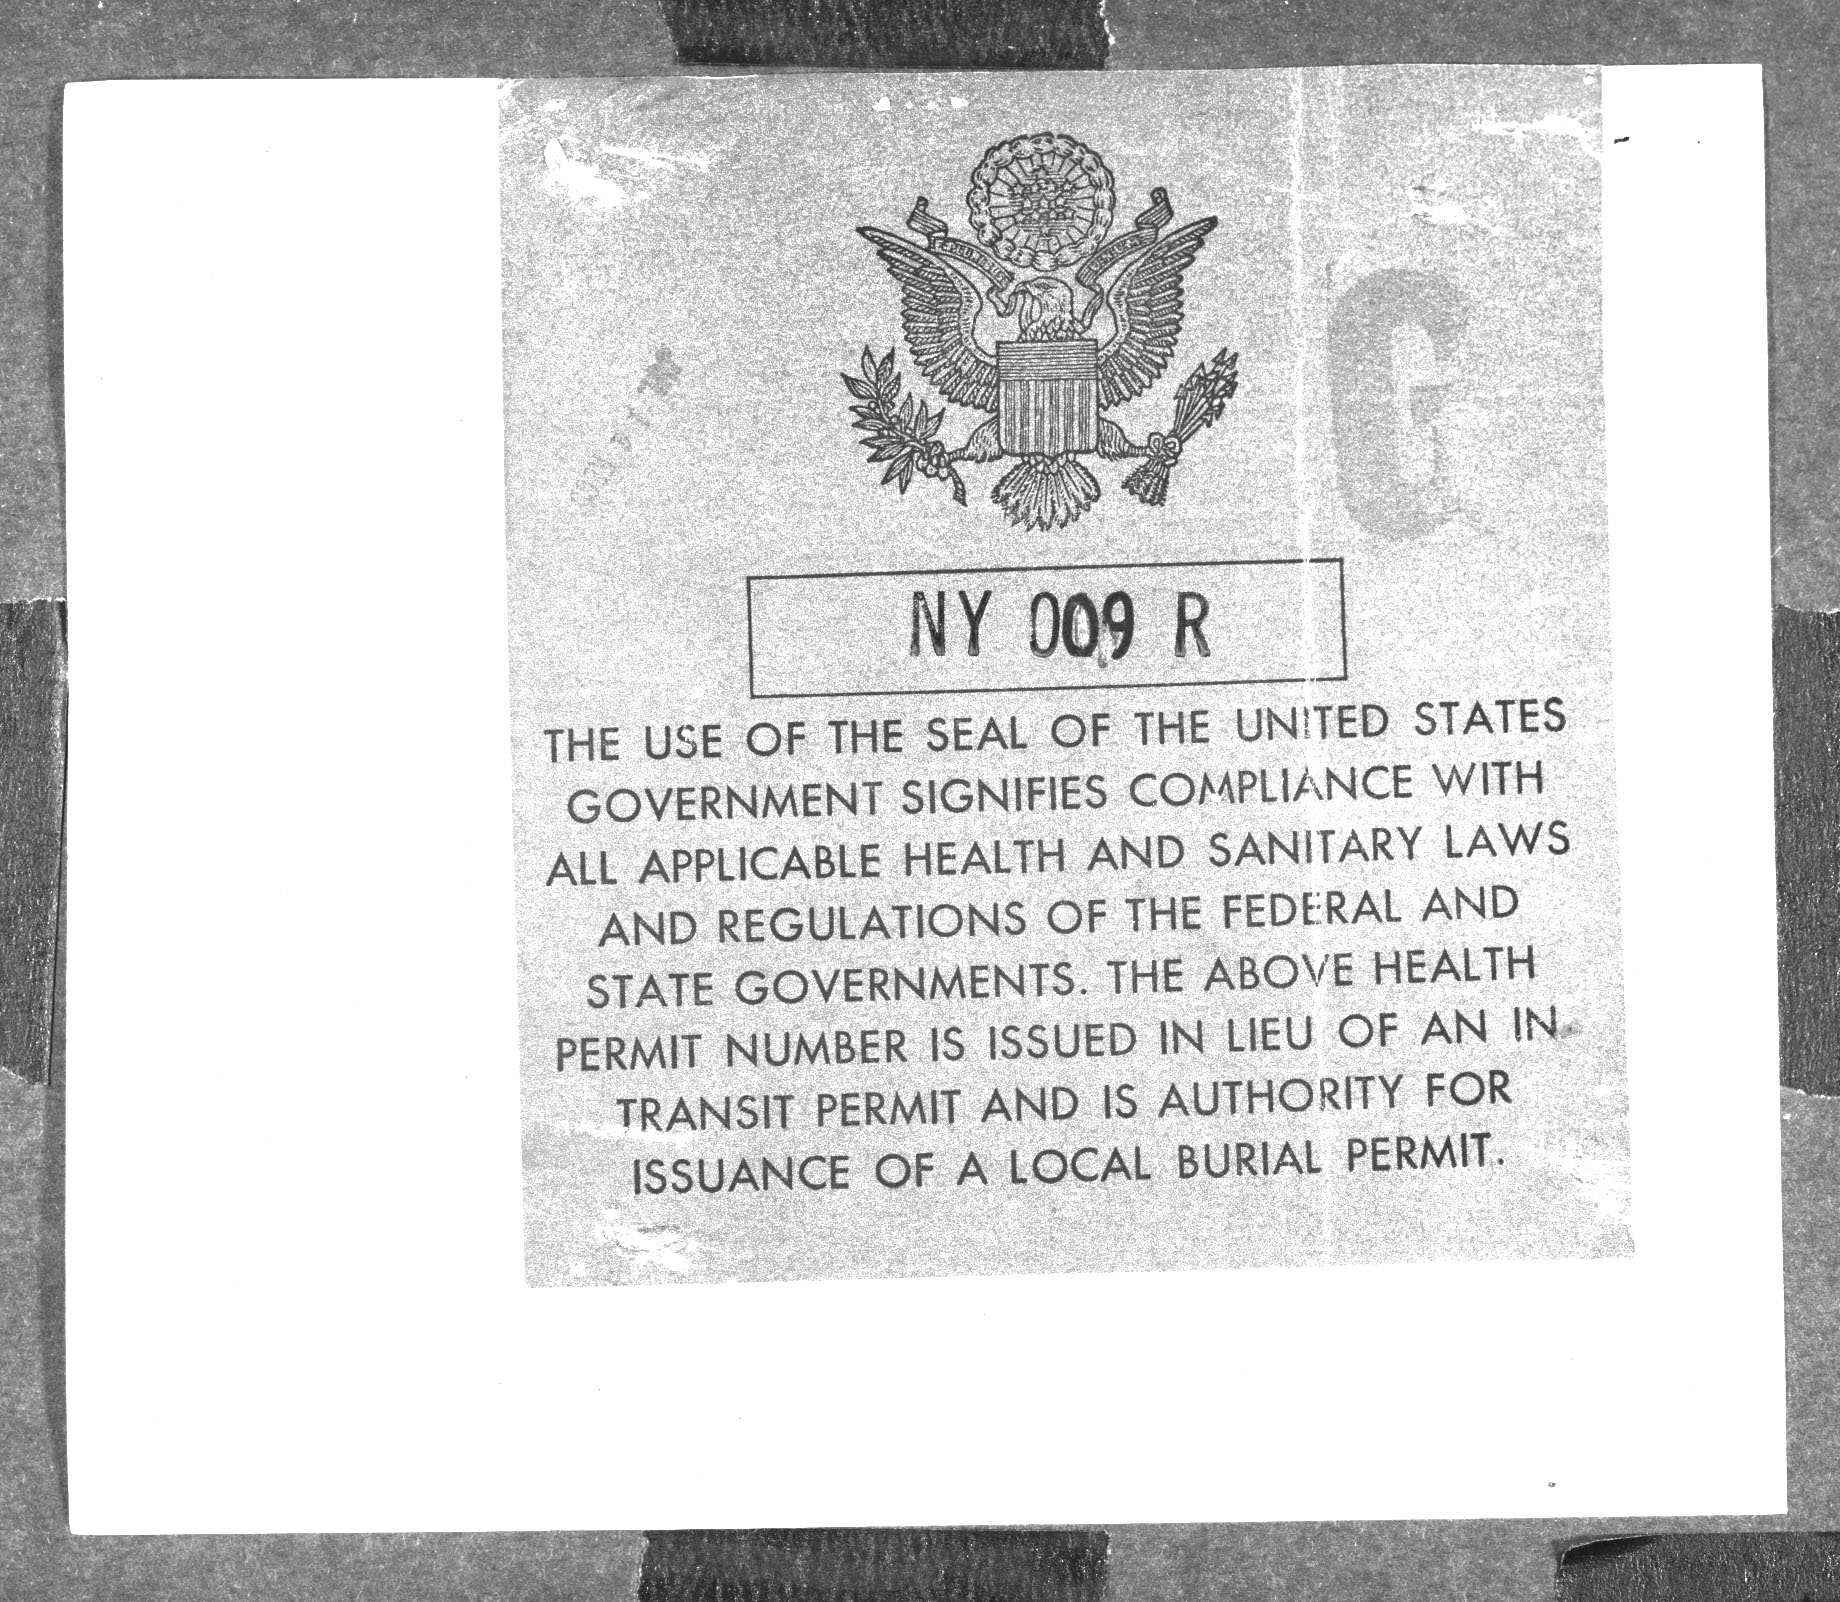 G
NY 009 R
THE USE OF THE SEAL OF THE UNITED STATES
GOVERNMENT SIGNIFIES COMPLIANCE WITH
ALL APPLICABLE HEALTH AND SANITARY LAWS
AND REGULATIONS OF THE FEDERAL AND
STATE GOVERNMENTS. THE ABOVE HEALTH
PERMIT NUMBER IS ISSUED IN LIEU OF AN IN
TRANSIT PERMIT AND IS AUTHORITY FOR
ISSUANCE OF A LOCAL BURIAL PERMIT.